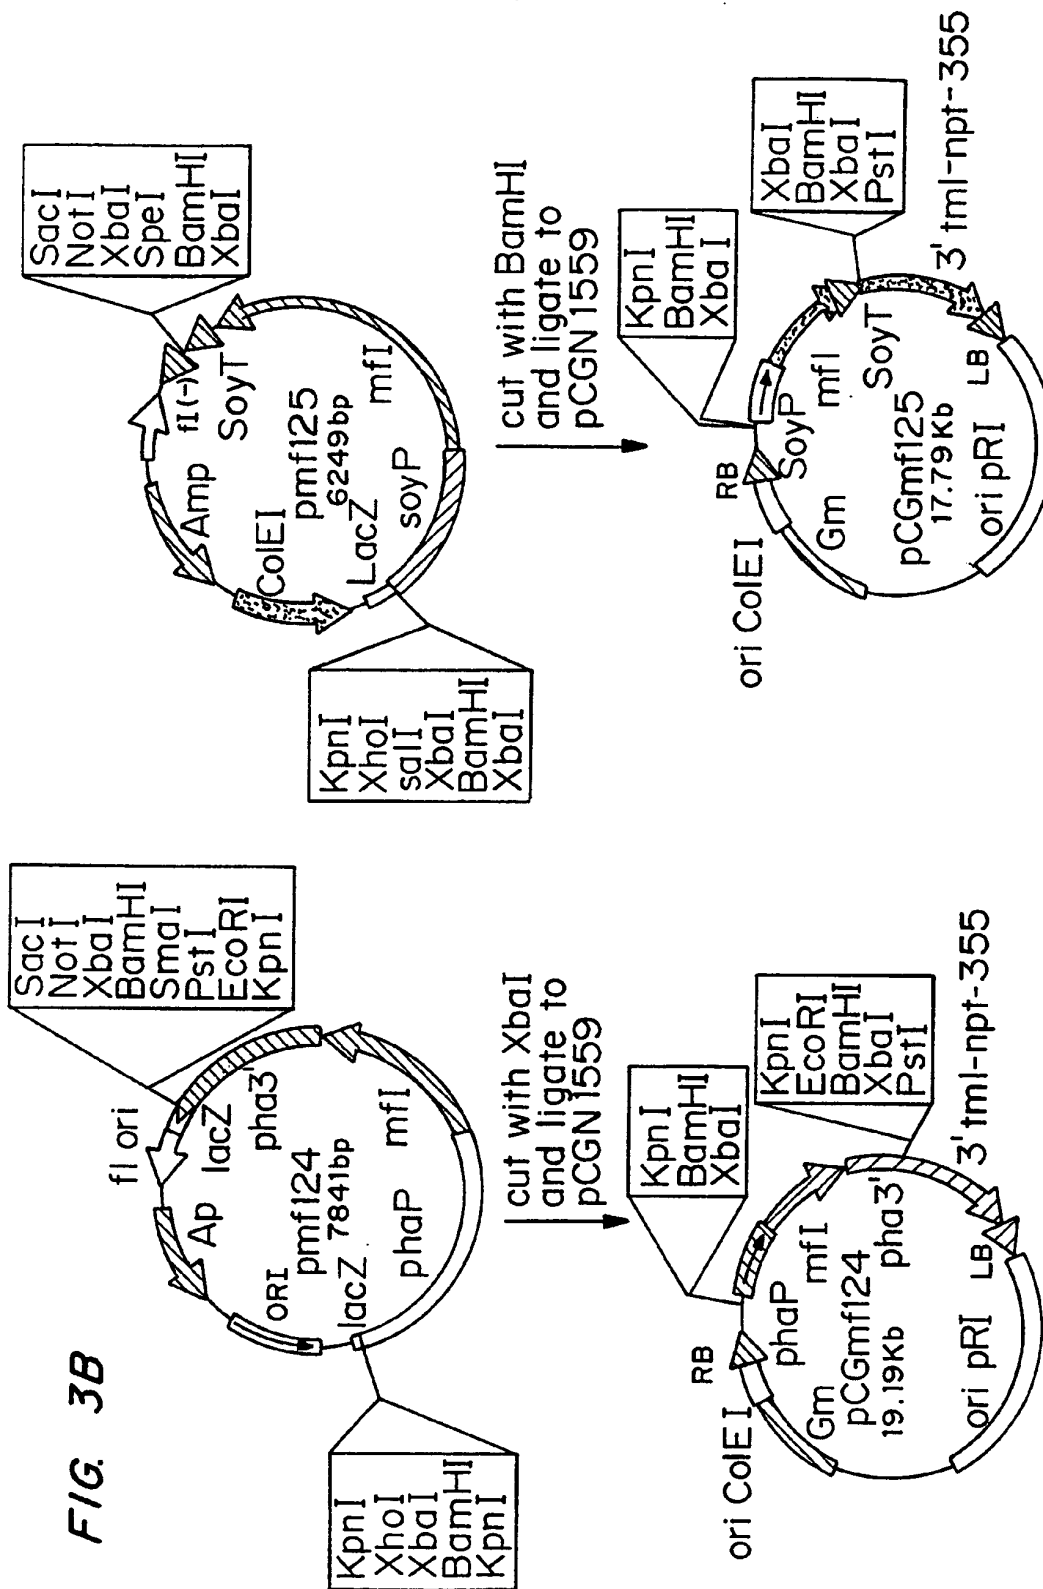 FIG. 3B
SacI
NotI
XbaI
BamHI
SmaI
PstI
EcoRI
KpnI
fl ori
lacZ
pha3'
Ap
ORI
pmf124
7841bp
lacZ
mfI
phaP
KpnI
XhoI
XbaI
BamHI
KpnI
cut with XbaI
and ligate to
pCGN1559
KpnI
BamHI
XbaI
KpnI
EcoRI
BamHI
XbaI
PstI
RB
phaP
mfI
pha3'
3' tml-npt-355
ori ColEI
Gm
pCGmf124
19.19Kb
LB
ori pRI
SacI
NotI
XbaI
SpeI
BamHI
XbaI
fI(-)
SoyT
Amp
ColEI
pmf125
6249bp
LacZ
mfI
soyP
KpnI
XhoI
salI
XbaI
BamHI
XbaI
cut with BamHI
and ligate to
pCGN1559
KpnI
BamHI
XbaI
XbaI
BamHI
XbaI
PstI
RB
SoyP
mfI
SoyT
3' tml-npt-355
ori ColEI
Gm
pCGmf125
17.79Kb
LB
ori pRI